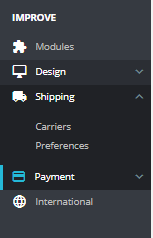 IMPROVE
Modules
Design
Shipping
Carriers
Preferences
Payment
International